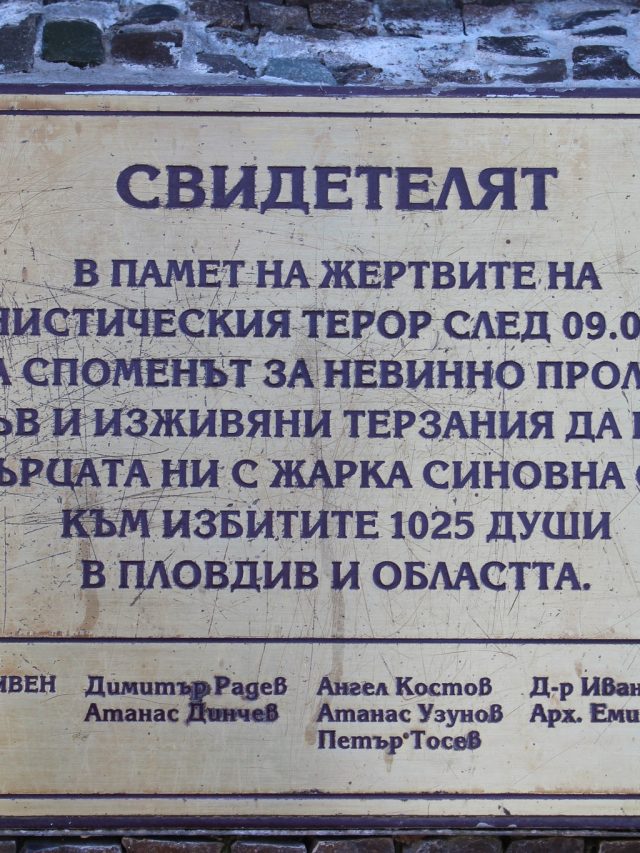 СВИДЕТЕЛЯТ
В ПАМЕТ НА ЖЕРТВИТЕ НА
НИСТИЧЕСКИЯ ТЕРОР СЛЕД 09.0
СПОМЕНЪТ ЗА НЕВИННО ПРОЛ
ЪВ И ИЗЖИВЯНИ ТЕРЗАНИЯ ДА
ЪРЦАТА НИ С ЖАРКА СИНОВНА
КЪМ ИЗБИТИТЕ 1025 ДУШИ
В ПЛОВДИВ И ОБЛАСТТА.
ИВЕН Димитър Радев Ангел Костов Д-р Иван
Атанас Динчев Атанас Узунов Арх. Еми
Петър Тосев